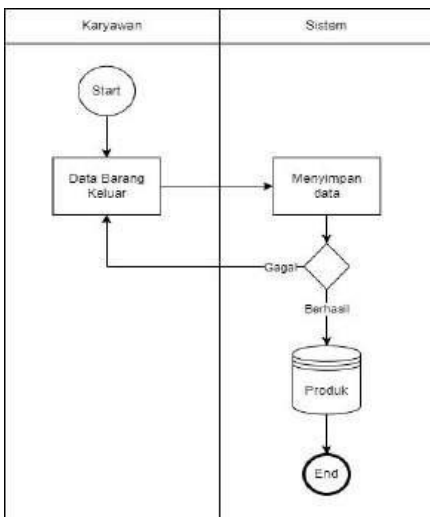 Karyawan
Sistem
Start
Data Barang
Keluar
Menyimpan
data
Gagal
Berhasil
Produk
End